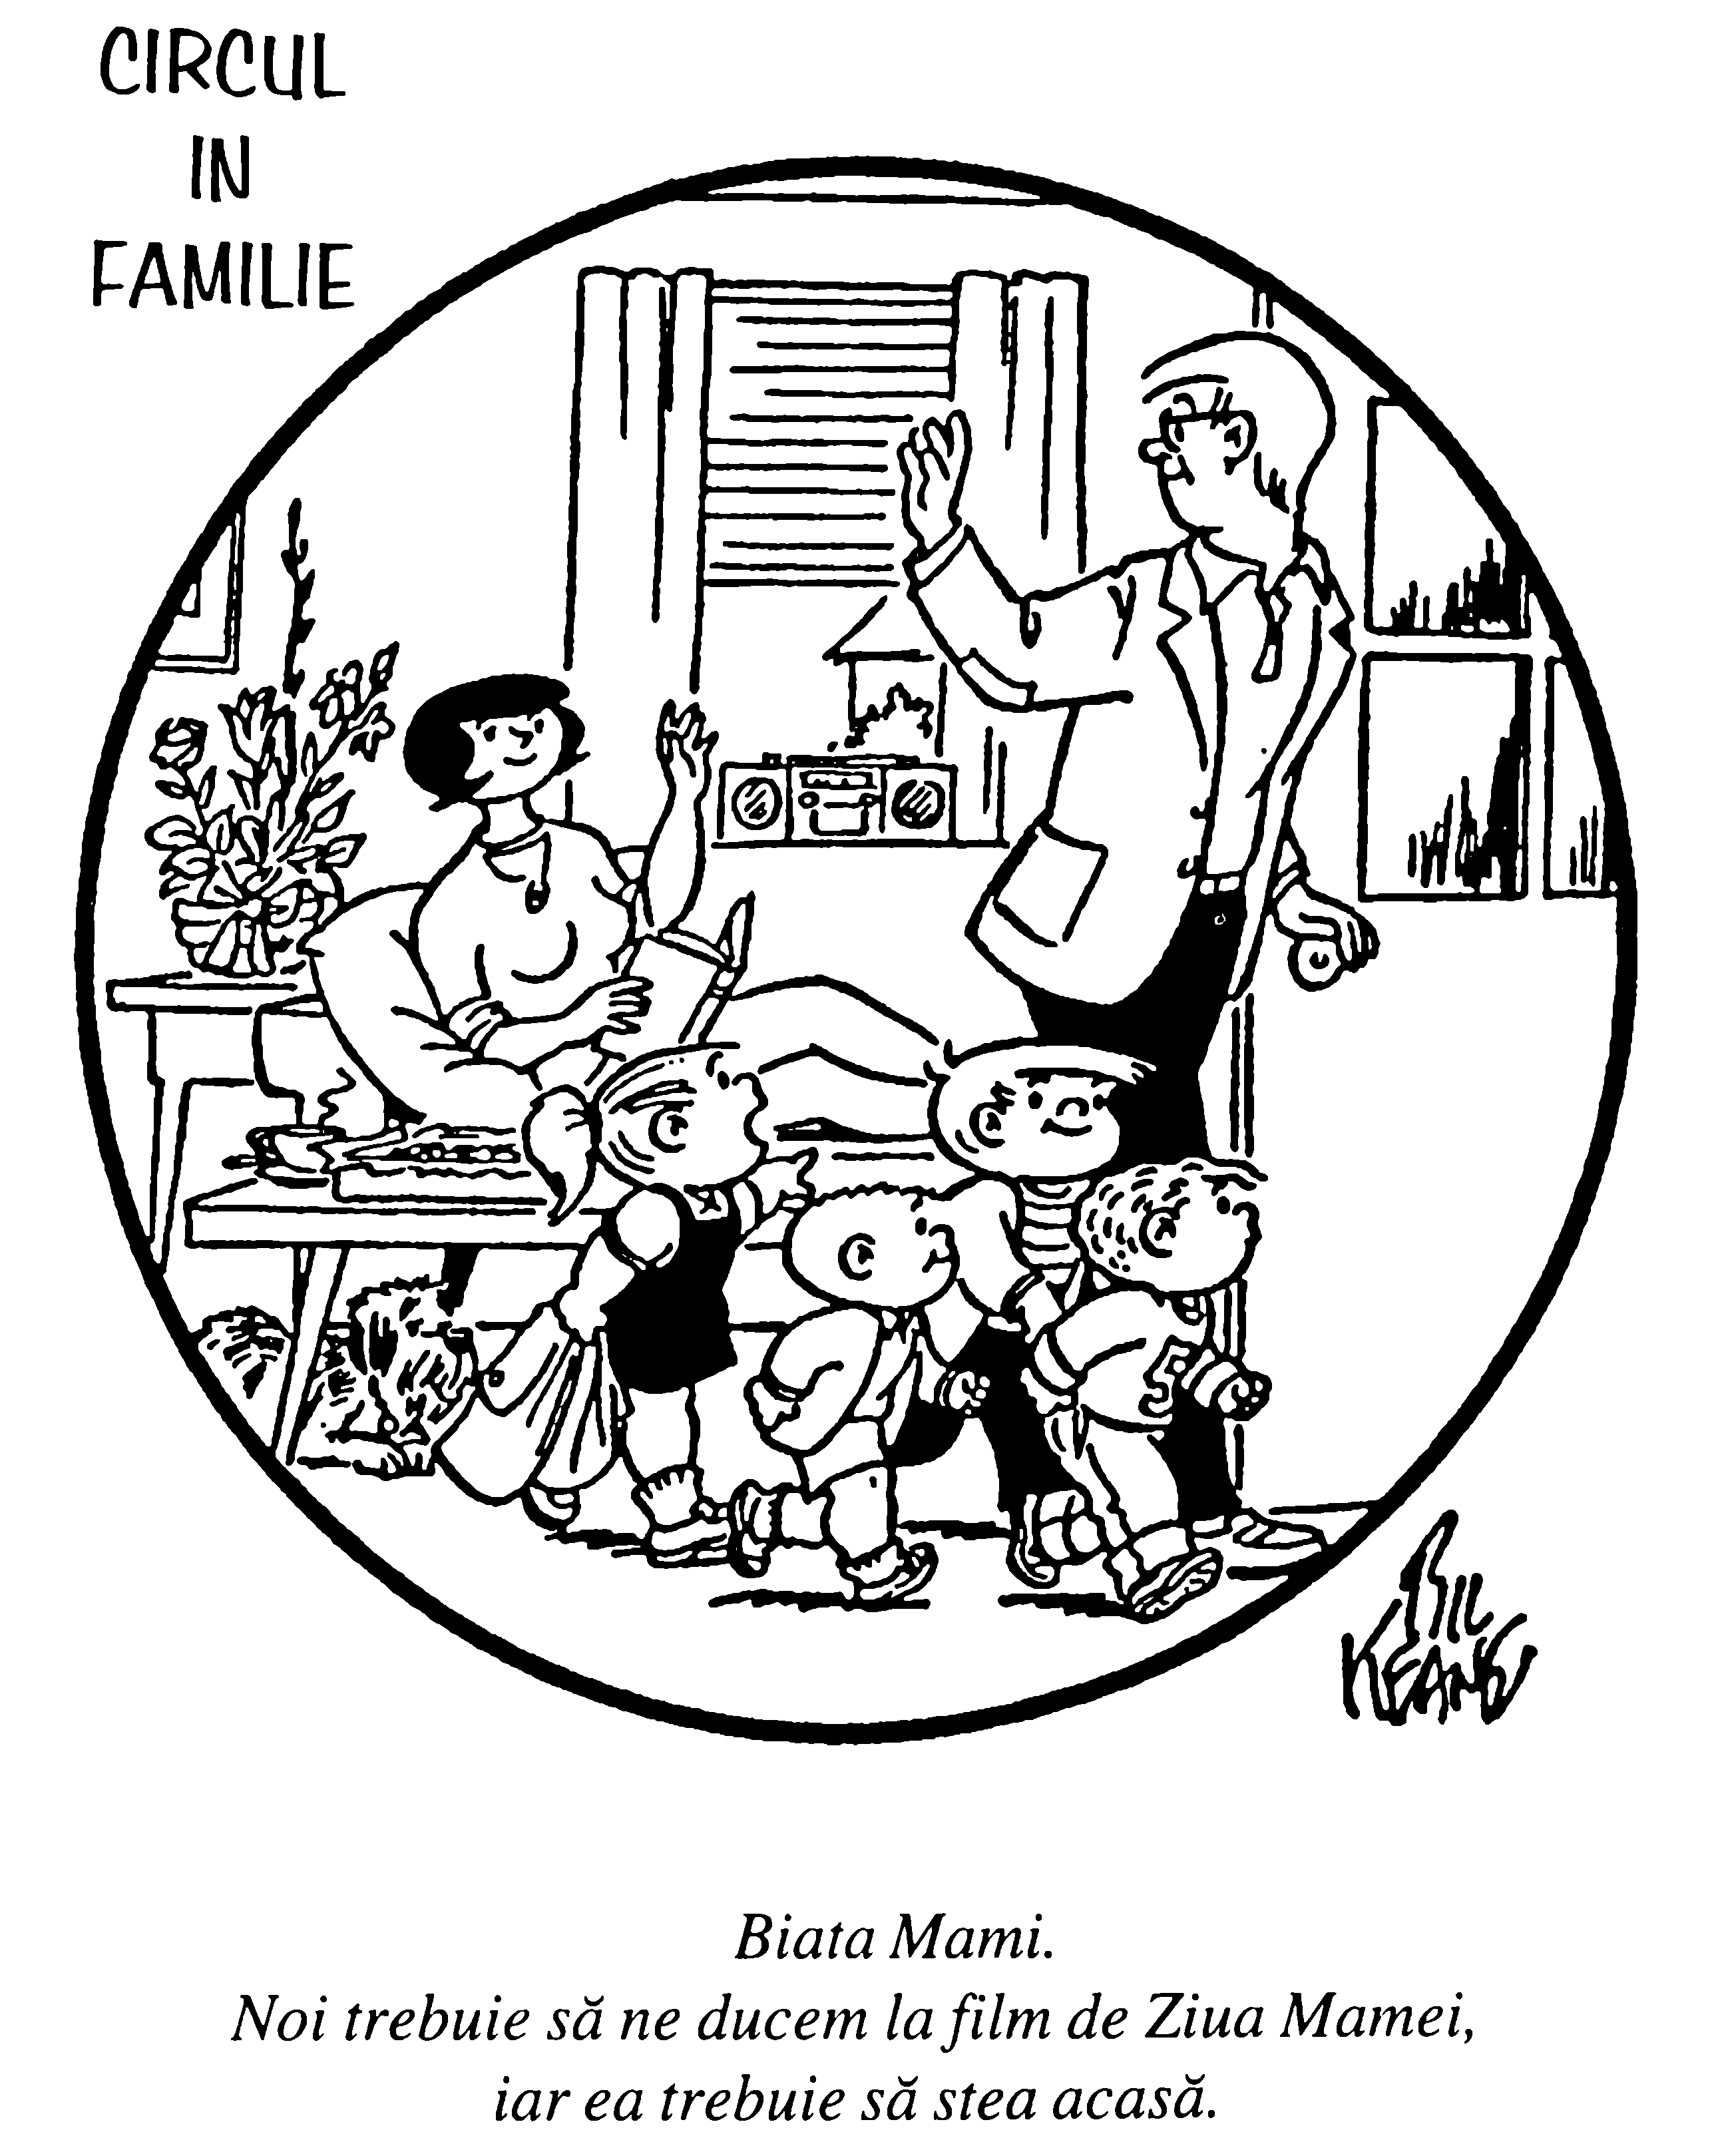 CIRCUL
IN
FAMILIE
BIL
KEANE
Biata Mami.
Noi trebuie să ne ducem la film de Ziua Mamei,
iar ea trebuie să stea acasă.